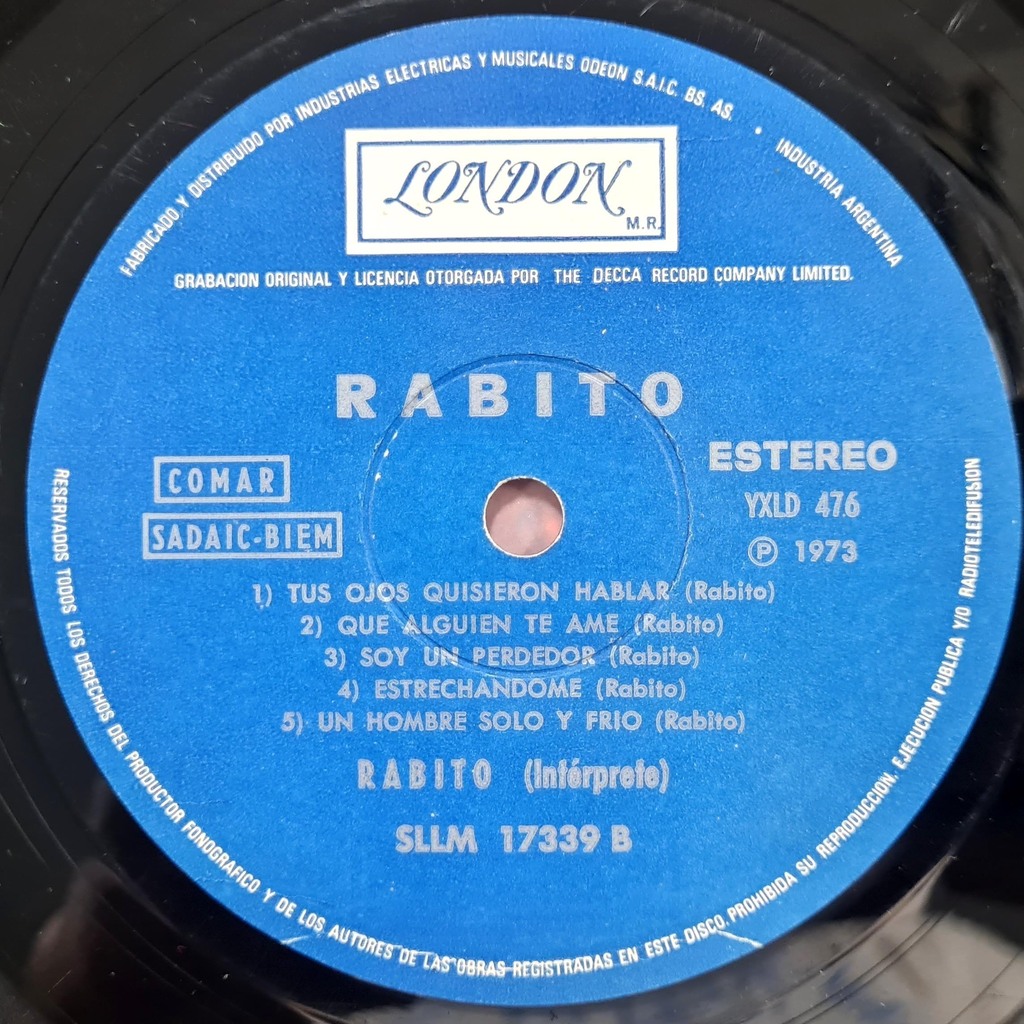 FABRICADO Y DISTRIBUIDO POR INDUSTRIAS ELECTRICAS Y MUSICALES ODEON S.A.I.C. BS. AS. • INDUSTRIA ARGENTINA
LONDON
M.R.
GRABACION ORIGINAL Y LICENCIA OTORGADA POR THE DECCA RECORD COMPANY LIMITED.
RABITO
COMAR
SADAIC-BIEM
ESTEREO
YXLD 476
Ⓟ 1973
1) TUS OJOS QUISIERON HABLAR (Rabito)
2) QUE ALGUIEN TE AME (Rabito)
3) SOY UN PERDEDOR (Rabito)
4) ESTRECHANDOME (Rabito)
5) UN HOMBRE SOLO Y FRIO (Rabito)
RABITO (Intérprete)
SLLM 17339 B
RESERVADOS TODOS LOS DERECHOS DEL PRODUCTOR FONOGRAFICO Y DE LOS AUTORES DE LAS OBRAS REGISTRADAS EN ESTE DISCO. PROHIBIDA SU REPRODUCCION. EJECUCION PUBLICA Y/O RADIOTELEDIFUSION